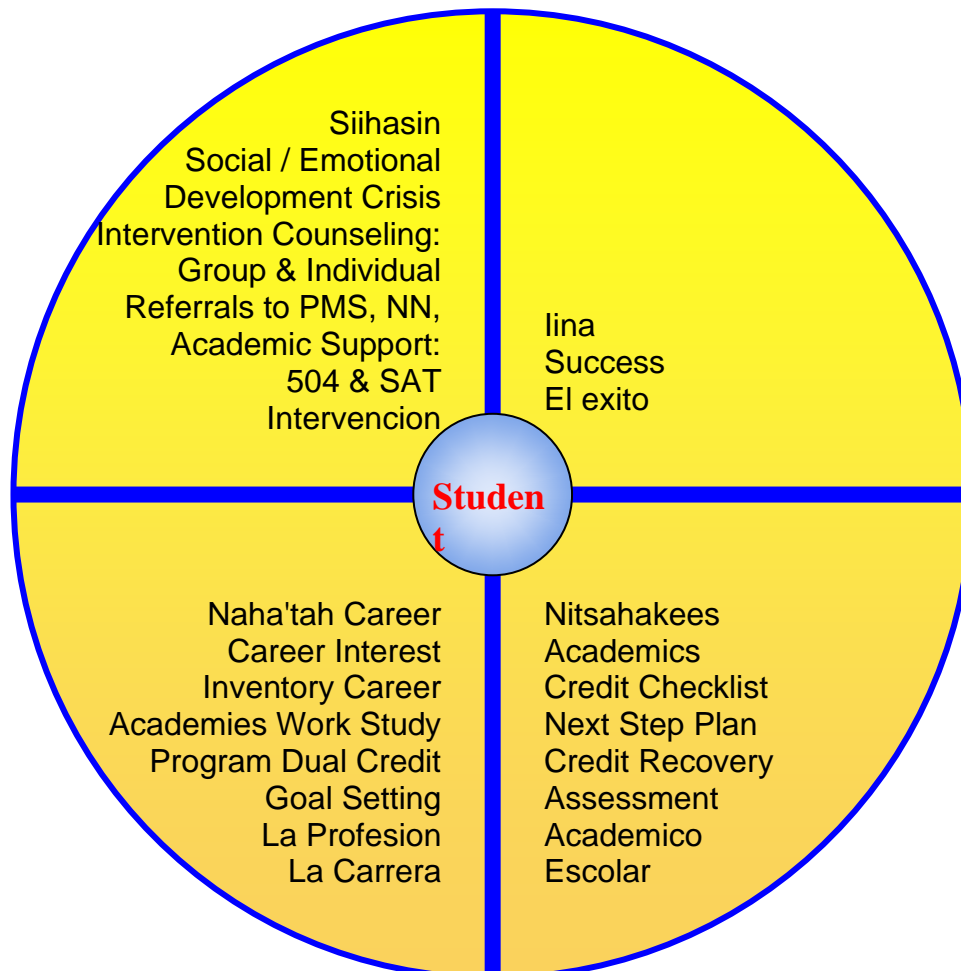 Siihasin
Social / Emotional
Development Crisis
Intervention Counseling:
Group & Individual
Referrals to PMS, NN,
Academic Support:
504 & SAT
Intervencion
Iina
Success
El exito
Studen
t
Naha'tah Career
Career Interest
Inventory Career
Academies Work Study
Program Dual Credit
Goal Setting
La Profesion
La Carrera
Nitsahakees
Academics
Credit Checklist
Next Step Plan
Credit Recovery
Assessment
Academico
Escolar